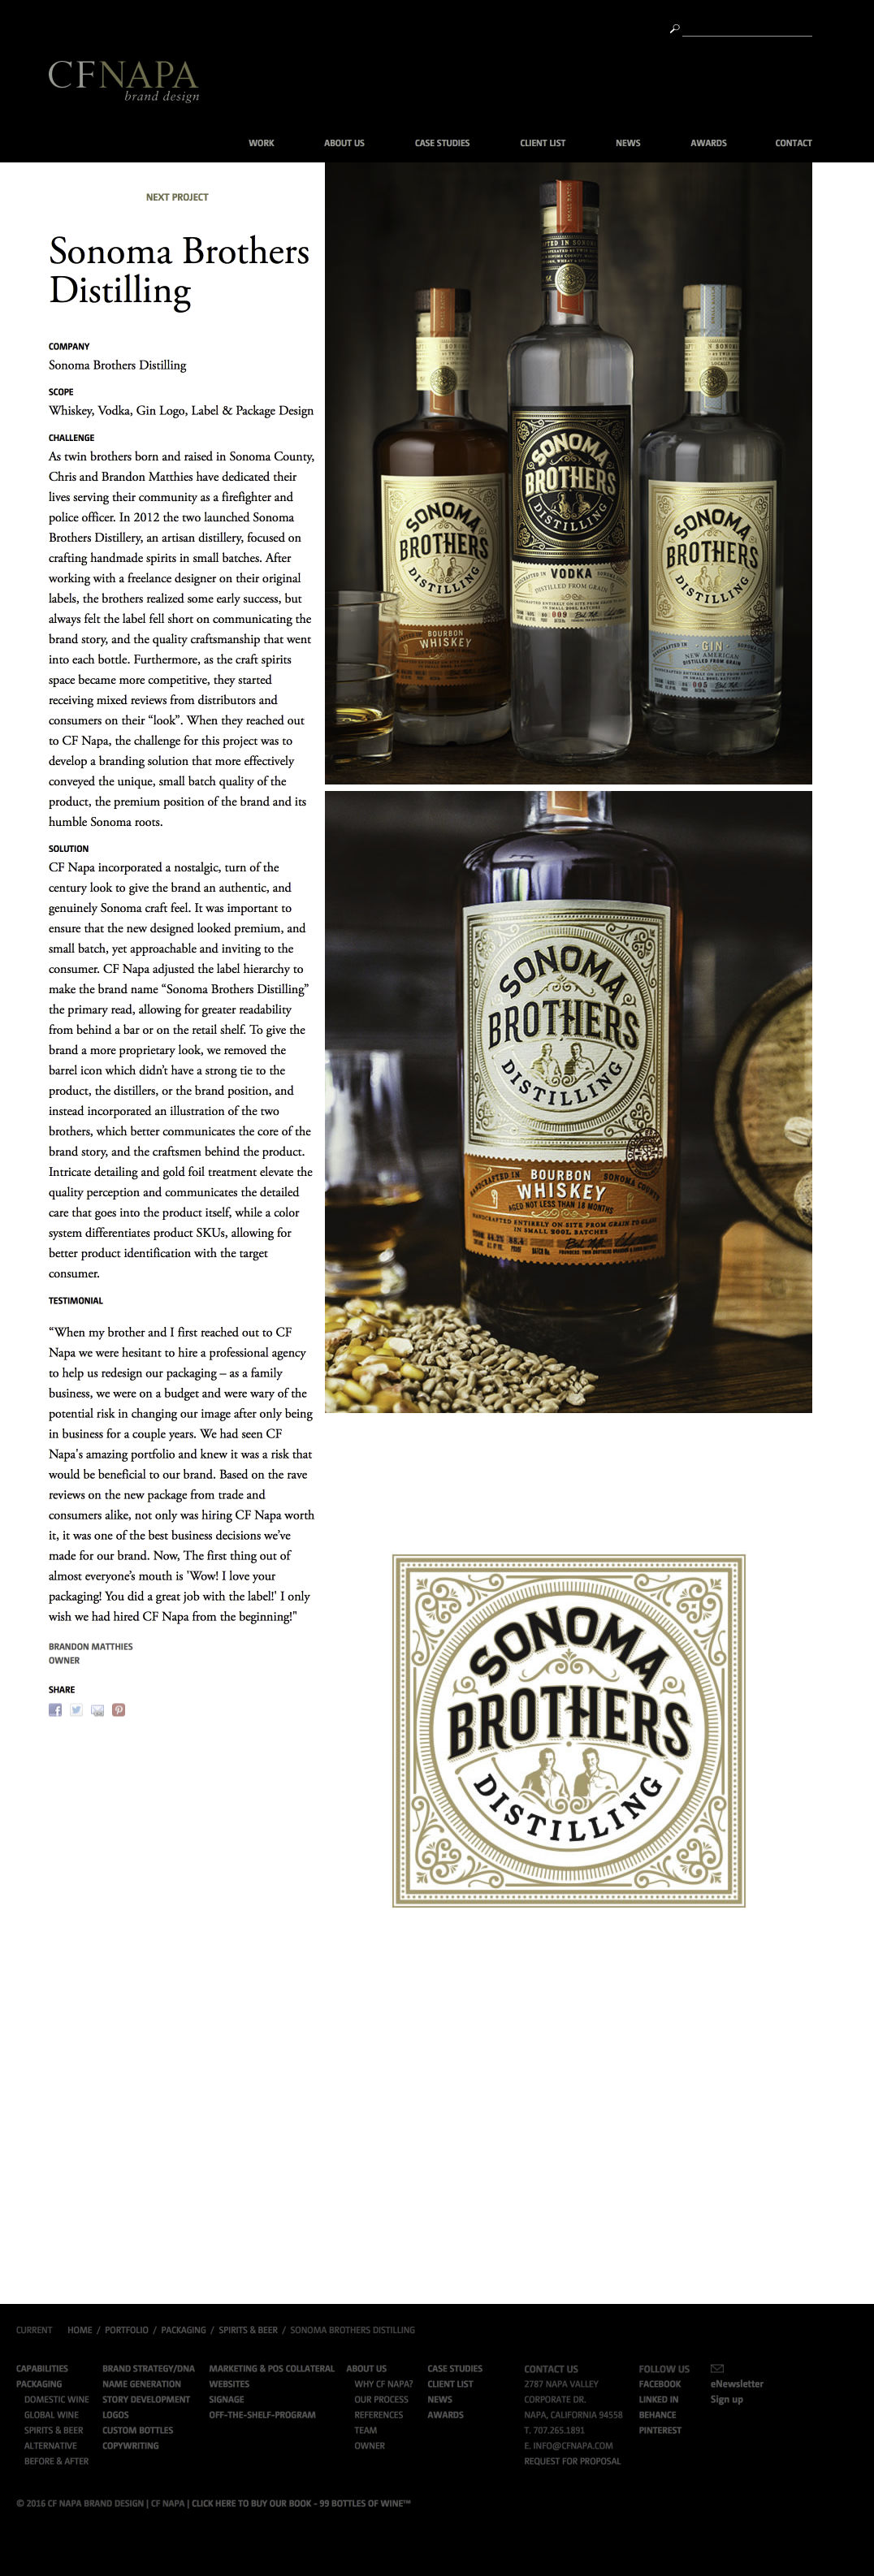 CFNAPA
brand design
WORK
ABOUT US
CASE STUDIES
CLIENT LIST
NEWS
AWARDS
CONTACT
NEXT PROJECT
Sonoma Brothers
Distilling
COMPANY
Sonoma Brothers Distilling
SCOPE
Whiskey, Vodka, Gin Logo, Label & Package Design
CHALLENGE
As twin brothers born and raised in Sonoma County,
Chris and Brandon Matthies have dedicated their
lives serving their community as a firefighter and
police officer. In 2012 the two launched Sonoma
Brothers Distillery, an artisan distillery, focused on
crafting handmade spirits in small batches. After
working with a freelance designer on their original
labels, the brothers realized some early success, but
always felt the label fell short on communicating the
brand story, and the quality craftsmanship that went
into each bottle. Furthermore, as the craft spirits
space became more competitive, they started
receiving mixed reviews from distributors and
consumers on their “look”. When they reached out
to CF Napa, the challenge for this project was to
develop a branding solution that more effectively
conveyed the unique, small batch quality of the
product, the premium position of the brand and its
humble Sonoma roots.
SOLUTION
CF Napa incorporated a nostalgic, turn of the
century look to give the brand an authentic, and
genuinely Sonoma craft feel. It was important to
ensure that the new designed looked premium, and
small batch, yet approachable and inviting to the
consumer. CF Napa adjusted the label hierarchy to
make the brand name “Sonoma Brothers Distilling”
the primary read, allowing for greater readability
from behind a bar or on the retail shelf. To give the
brand a more proprietary look, we removed the
barrel icon which didn’t have a strong tie to the
product, the distillers, or the brand position, and
instead incorporated an illustration of the two
brothers, which better communicates the core of the
brand story, and the craftsmen behind the product.
Intricate detailing and gold foil treatment elevate the
quality perception and communicates the detailed
care that goes into the product itself, while a color
system differentiates product SKUs, allowing for
better product identification with the target
consumer.
TESTIMONIAL
“When my brother and I first reached out to CF
Napa we were hesitant to hire a professional agency
to help us redesign our packaging – as a family
business, we were on a budget and were wary of the
potential risk in changing our image after only being
in business for a couple years. We had seen CF
Napa's amazing portfolio and knew it was a risk that
would be beneficial to our brand. Based on the rave
reviews on the new package from trade and
consumers alike, not only was hiring CF Napa worth
it, it was one of the best business decisions we’ve
made for our brand. Now, The first thing out of
almost everyone’s mouth is 'Wow! I love your
packaging! You did a great job with the label!' I only
wish we had hired CF Napa from the beginning!"
BRANDON MATTHIES
OWNER
SHARE
SMALL BATCH
SONOMA
BROTHERS
DISTILLING
BOURBON
WHISKEY
SONOMA
BROTHERS
DISTILLING
HANDCRAFTED IN
VODKA
DISTILLED FROM GRAIN
009
SONOMA
BROTHERS
DISTILLING
GIN
NEW AMERICAN
DISTILLED FROM GRAIN
005
SONOMA
BROTHERS
DISTILLING
HANDCRAFTED IN
BOURBON
WHISKEY
SONOMA COUNTY
AGED NOT LESS THAN 18 MONTHS
HANDCRAFTED ENTIRELY ON SITE FROM GRAIN TO GLASS
IN SMALL 200L BATCHES
SONOMA
BROTHERS
DISTILLING
CURRENT
HOME / PORTFOLIO / PACKAGING / SPIRITS & BEER / SONOMA BROTHERS DISTILLING
CAPABILITIES
PACKAGING
DOMESTIC WINE
GLOBAL WINE
SPIRITS & BEER
ALTERNATIVE
BEFORE & AFTER
BRAND STRATEGY/DNA
NAME GENERATION
STORY DEVELOPMENT
LOGOS
CUSTOM BOTTLES
COPYWRITING
MARKETING & POS COLLATERAL
WEBSITES
SIGNAGE
OFF-THE-SHELF-PROGRAM
ABOUT US
WHY CF NAPA?
OUR PROCESS
REFERENCES
TEAM
OWNER
CASE STUDIES
CLIENT LIST
NEWS
AWARDS
CONTACT US
2787 NAPA VALLEY
CORPORATE DR.
NAPA, CALIFORNIA 94558
T. 707.265.1891
E. INFO@CFNAPA.COM
REQUEST FOR PROPOSAL
FOLLOW US
FACEBOOK
LINKED IN
BEHANCE
PINTEREST
eNewsletter
Sign up
© 2016 CF NAPA BRAND DESIGN | CF NAPA | CLICK HERE TO BUY OUR BOOK - 99 BOTTLES OF WINE™